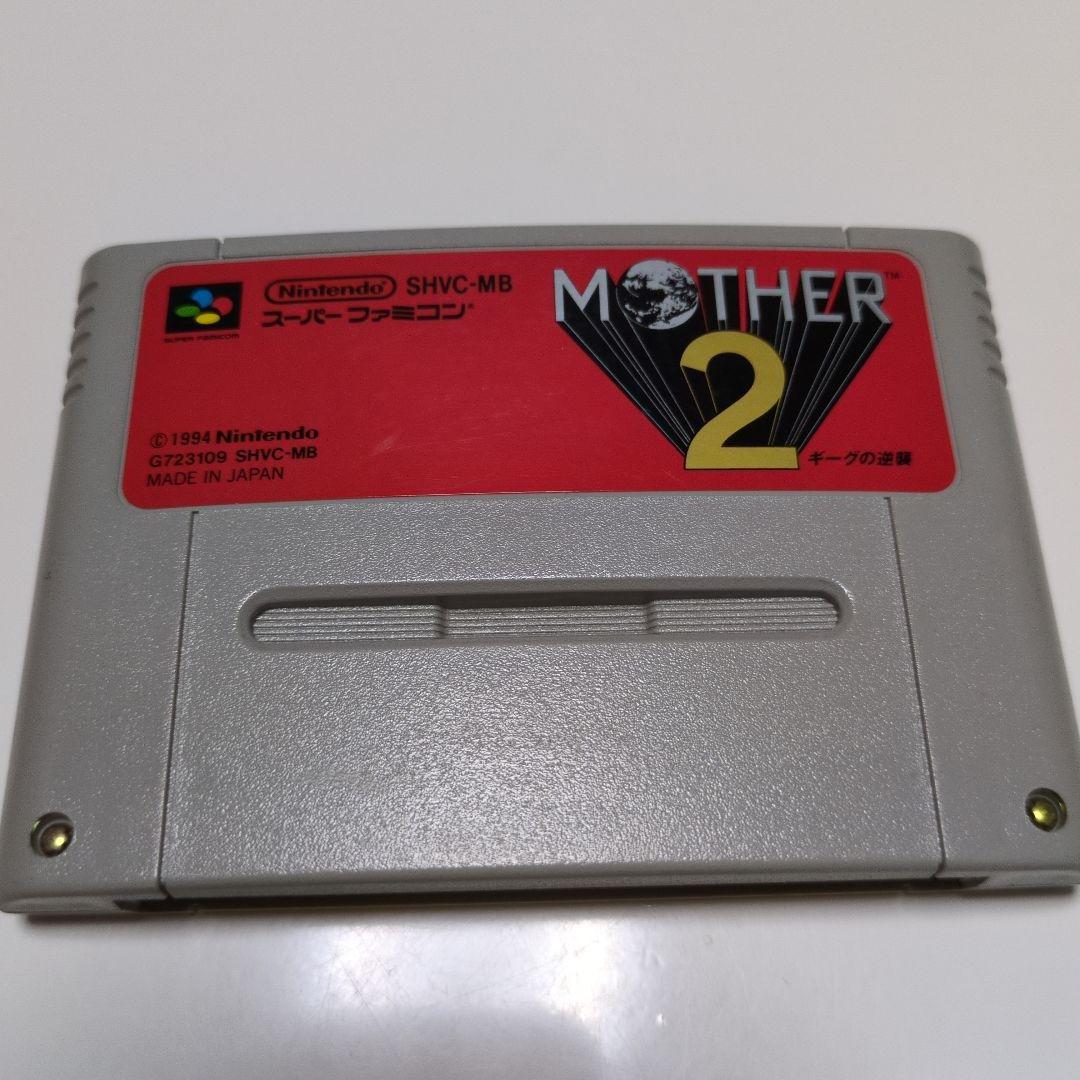 SUPER FAMICOM
Nintendo SHVC-MB
スーパーファミコン®
MOTHER™
2
ギーグの逆襲
©1994 Nintendo
G723109 SHVC-MB
MADE IN JAPAN